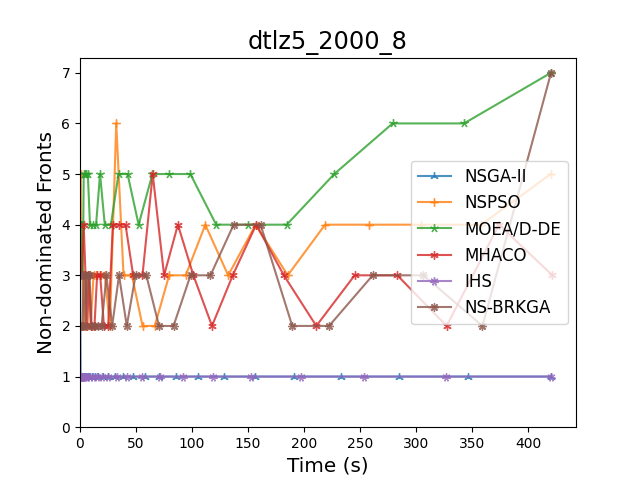 dtlz5_2000_8
Non-dominated Fronts
7
6
5
4
3
2
1
0
NSGA-II
NSPSO
MOEA/D-DE
MHACO
IHS
NS-BRKGA
0 50 100 150 200 250 300 350 400
Time (s)